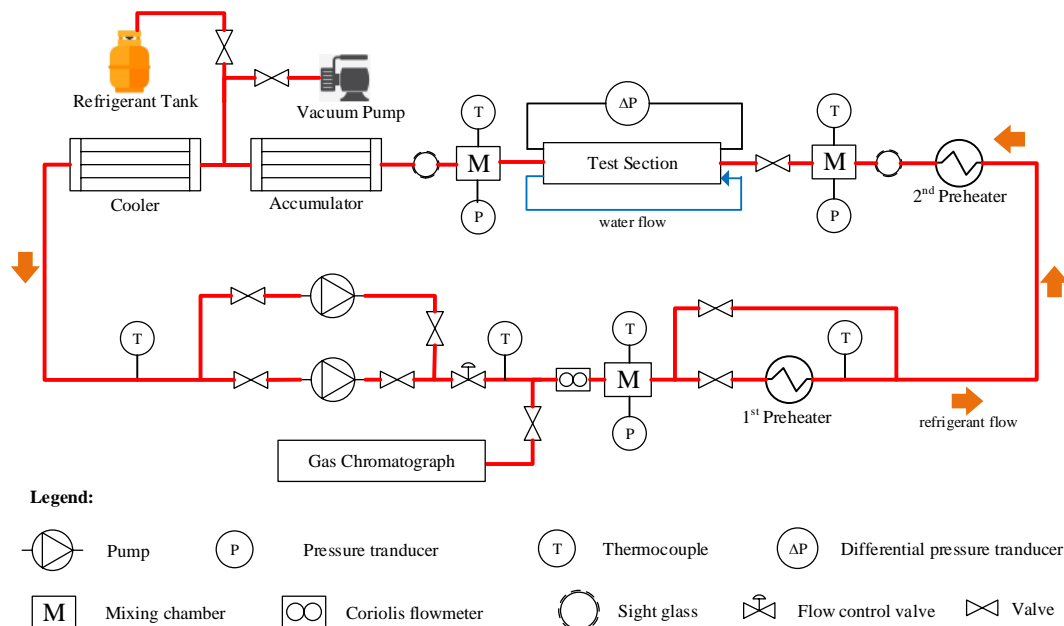 Refrigerant Tank
Vacuum Pump
T
ΔP
T
M
Test Section
M
Cooler
Accumulator
P
water flow
P
2nd Preheater
T
T
T
T
M
1st Preheater
refrigerant flow
P
Gas Chromatograph
Legend:
Pump
P
Pressure tranducer
T
Thermocouple
ΔP
Differential pressure tranducer
M
Mixing chamber
Coriolis flowmeter
Sight glass
Flow control valve
Valve